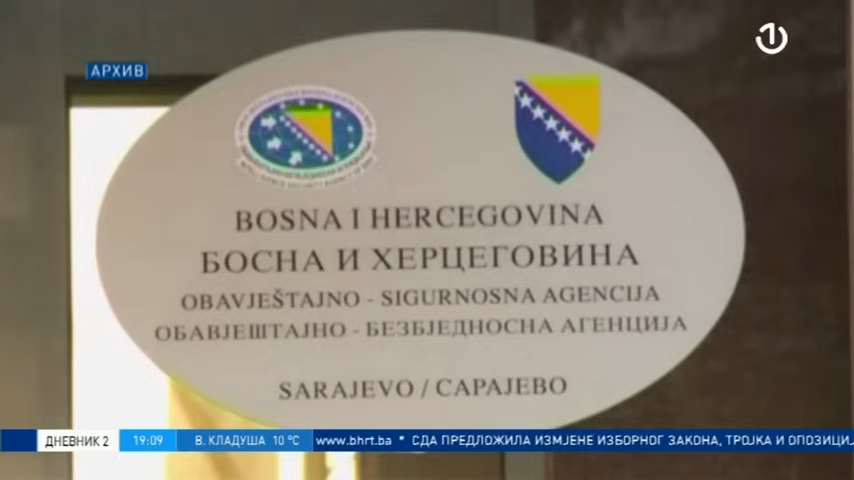 АРХИВ
BOSNA I HERCEGOVINA
БОСНА И ХЕРЦЕГОВИНА
OBAVJEŠTAJNO - SIGURNOSNA AGENCIJA
ОБАВЈЕШТАЈНО - БЕЗБЈЕДНОСНА АГЕНЦИЈА
SARAJEVO / САРАЈЕВО
ДНЕВНИК 2 19:09 В. КЛАДУША 10 °C www.bhrt.ba * СДА ПРЕДЛОЖИЛА ИЗМЈЕНЕ ИЗБОРНОГ ЗАКОНА, ТРОЈКА И ОПОЗИЦИЈ